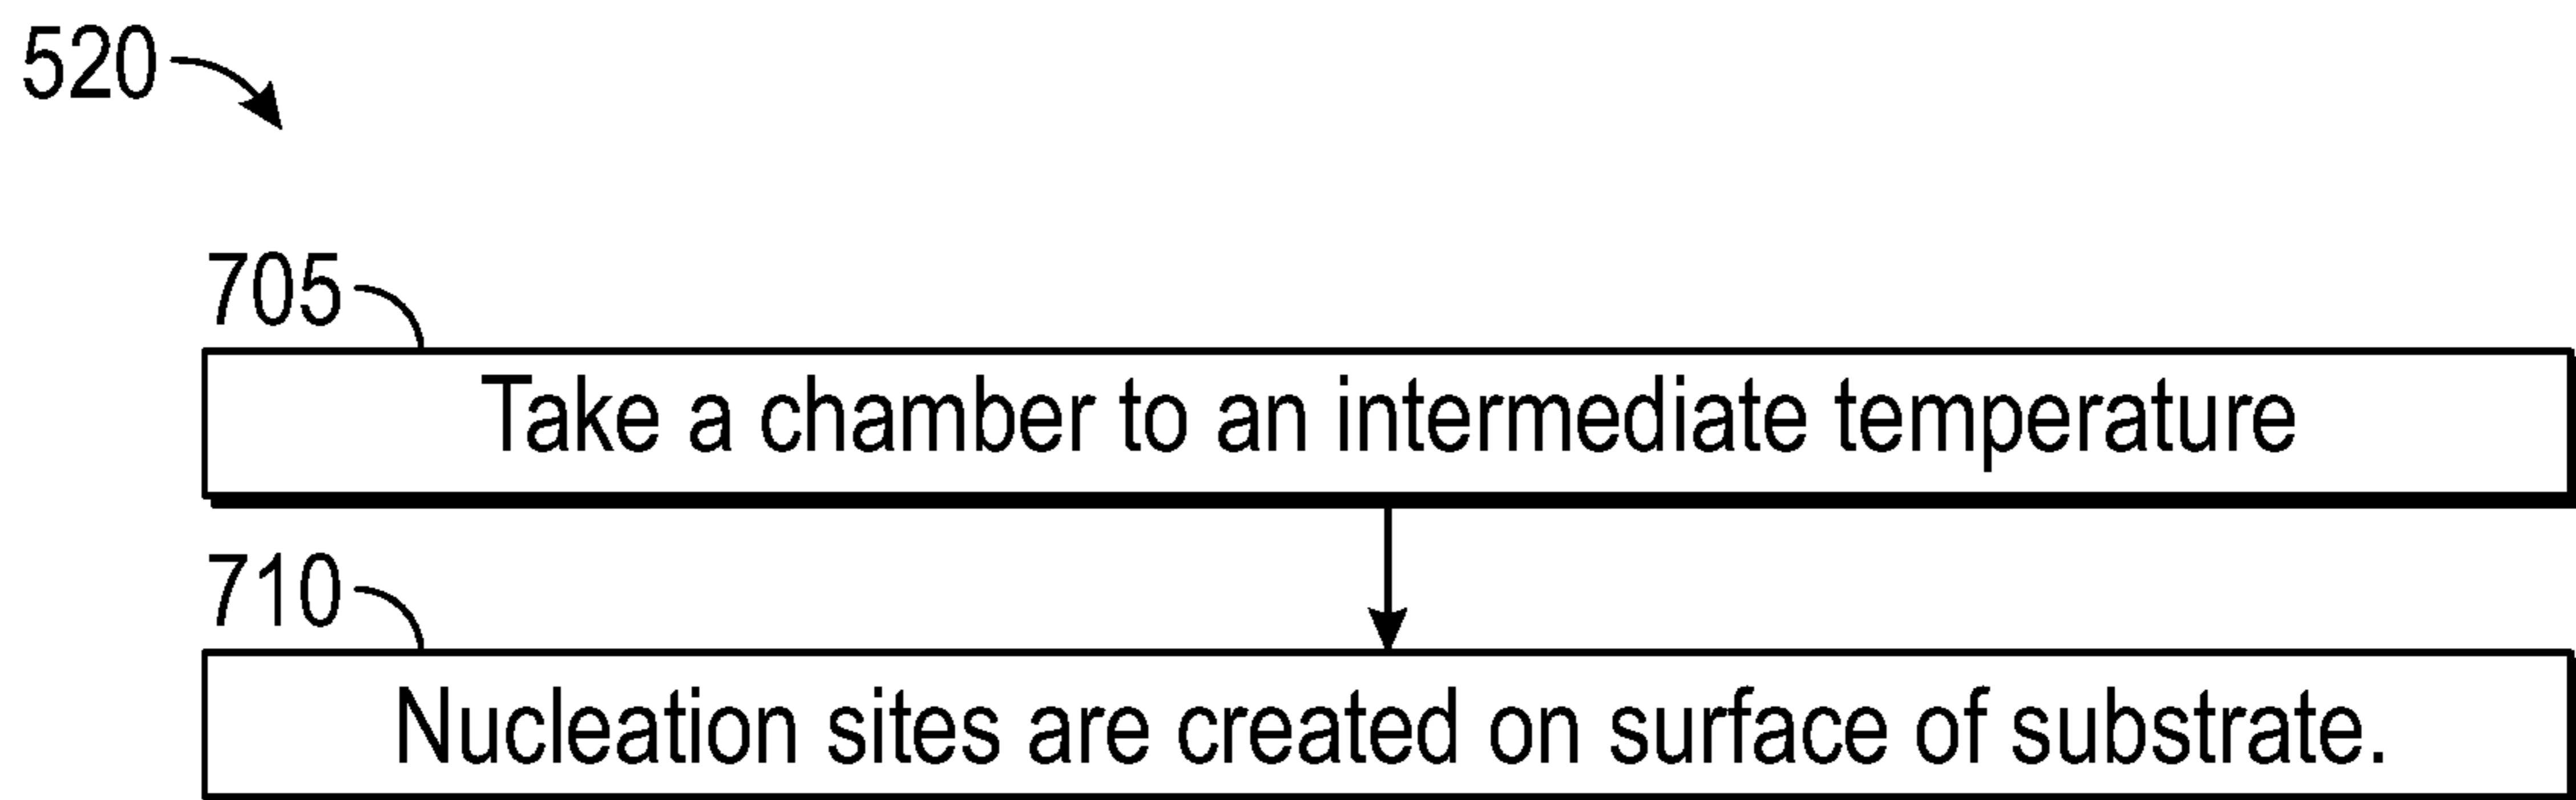 520
705
Take a chamber to an intermediate temperature
710
Nucleation sites are created on surface of substrate.